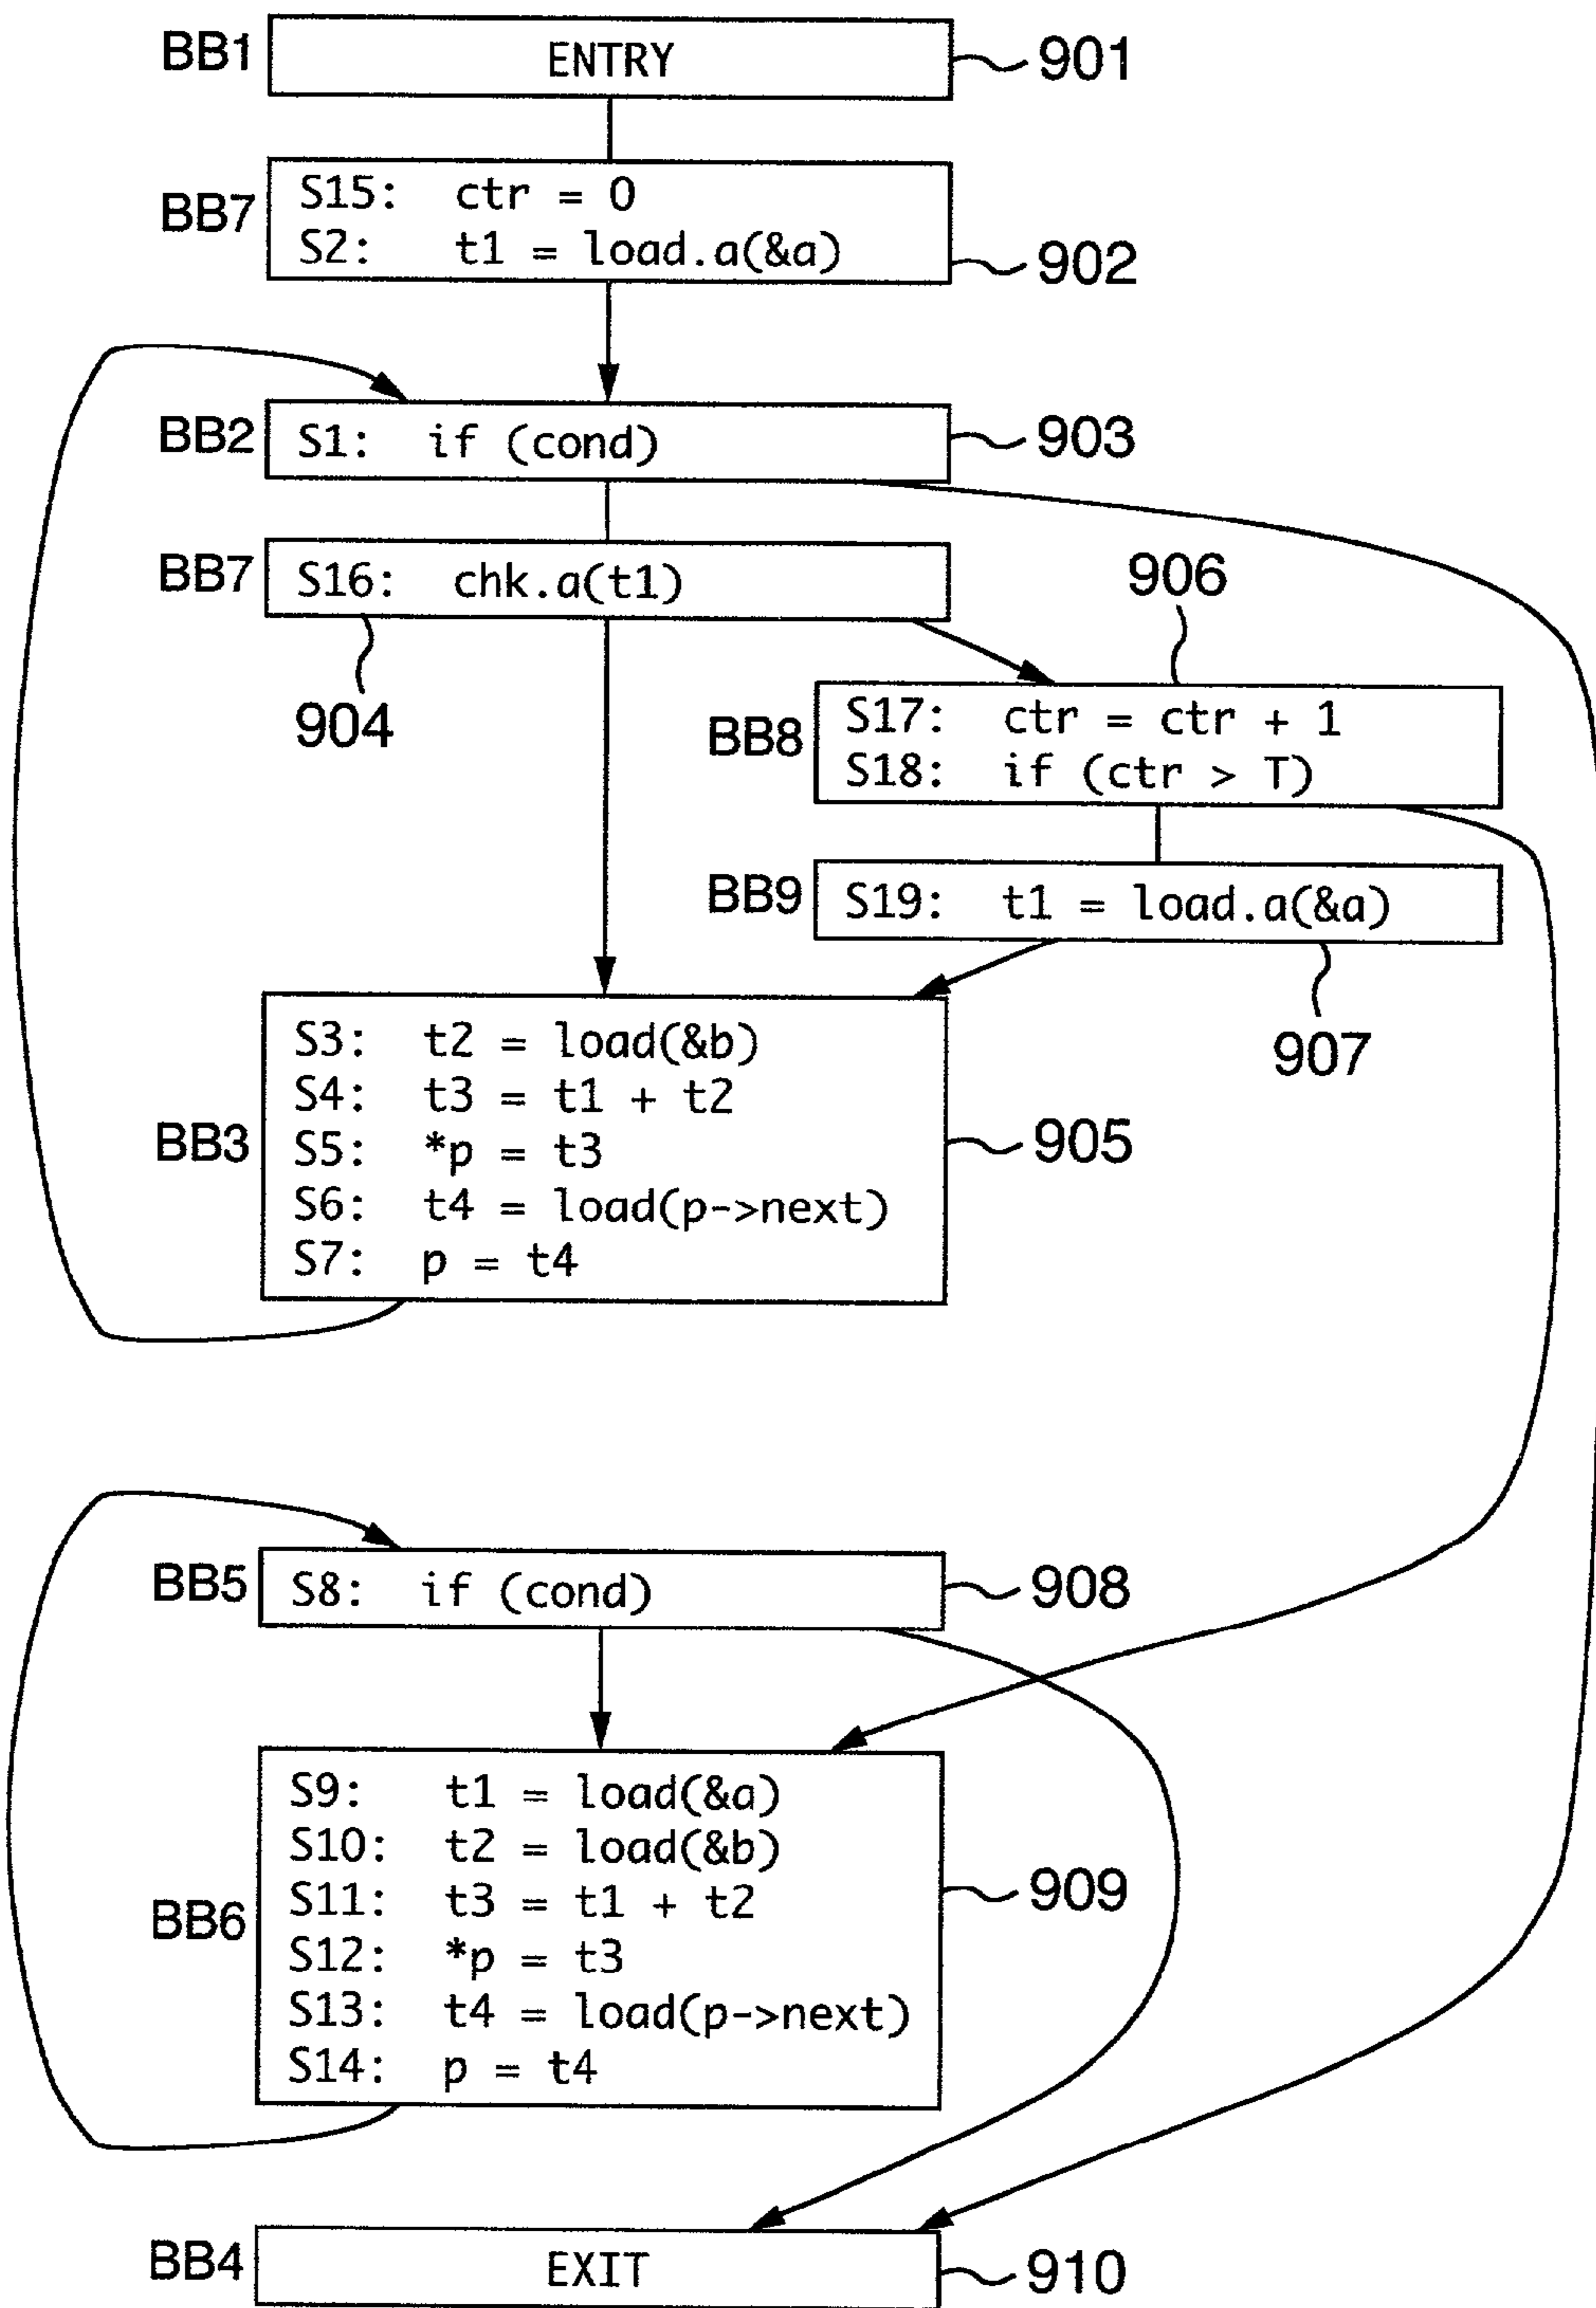 BB1
ENTRY
901
BB7
S15: ctr = 0
S2: t1 = load.a(&a)
902
BB2
S1: if (cond)
903
BB7
S16: chk.a(t1)
904
906
BB8
S17: ctr = ctr + 1
S18: if (ctr > T)
BB9
S19: t1 = load.a(&a)
907
BB3
S3: t2 = load(&b)
S4: t3 = t1 + t2
S5: *p = t3
S6: t4 = load(p->next)
S7: p = t4
905
BB5
S8: if (cond)
908
BB6
S9: t1 = load(&a)
S10: t2 = load(&b)
S11: t3 = t1 + t2
S12: *p = t3
S13: t4 = load(p->next)
S14: p = t4
909
BB4
EXIT
910